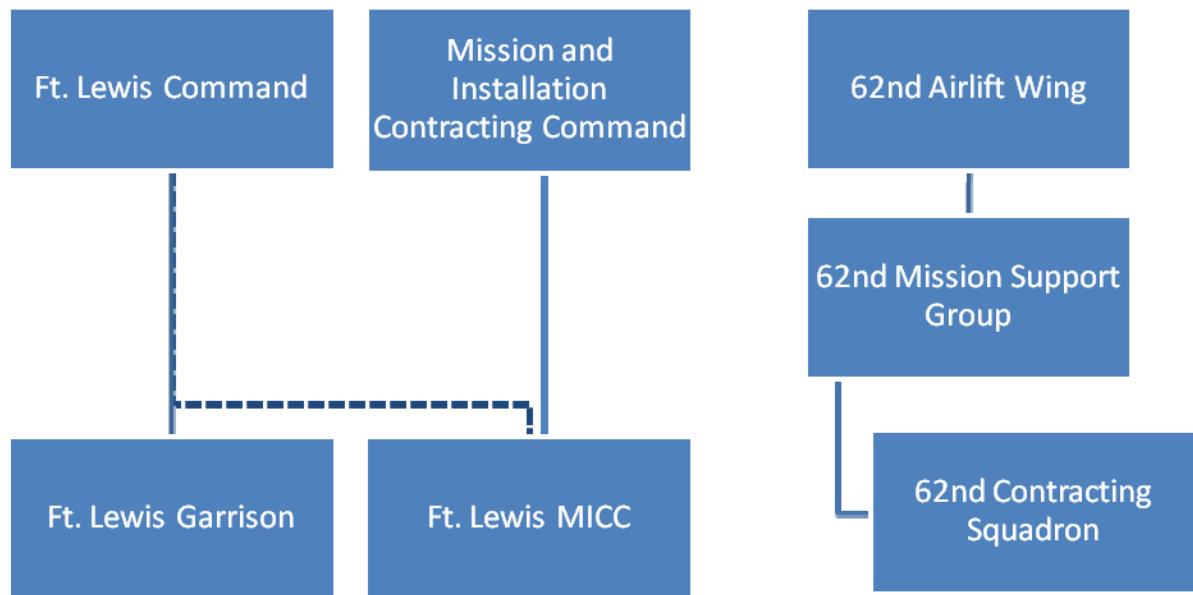 Ft. Lewis Command
Mission and
Installation
Contracting Command
62nd Airlift Wing
62nd Mission Support
Group
Ft. Lewis Garrison
Ft. Lewis MICC
62nd Contracting
Squadron